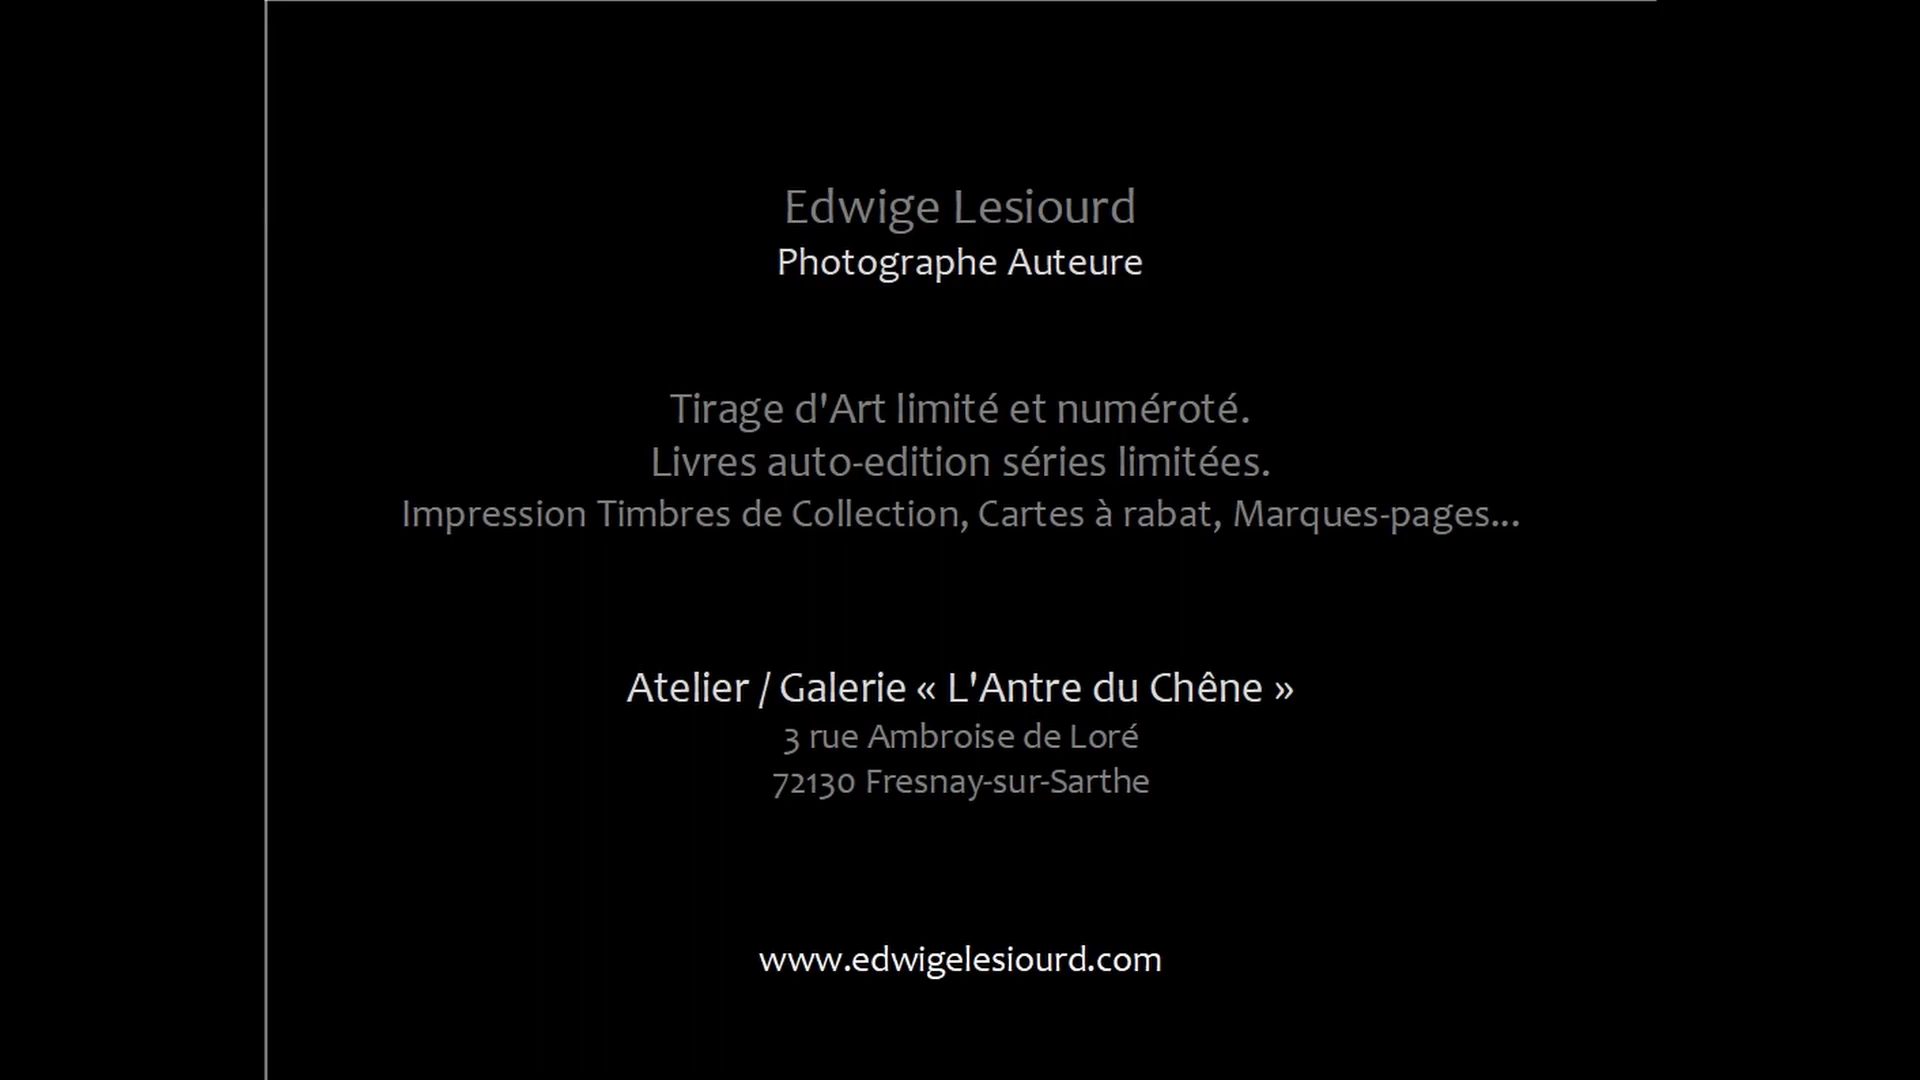 Edwige Lesiourd
Photographe Auteure
Tirage d'Art limité et numéroté.
Livres auto-edition séries limitées.
Impression Timbres de Collection, Cartes à rabat, Marques-pages...
Atelier / Galerie « L'Antre du Chêne »
3 rue Ambroise de Loré
72130 Fresnay-sur-Sarthe
www.edwigelesiourd.com